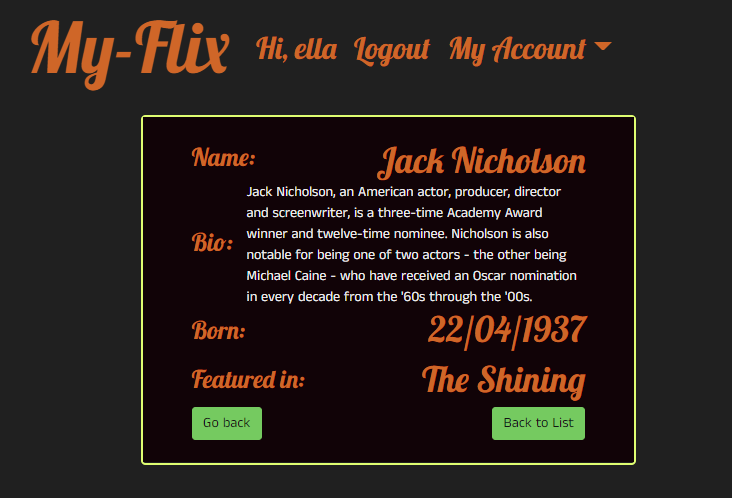 My-Flix Hi, ella Logout My Account
Name: Jack Nicholson
Jack Nicholson, an American actor, producer, director
and screenwriter, is a three-time Academy Award
winner and twelve-time nominee. Nicholson is also
Bio:
notable for being one of two actors - the other being
Michael Caine - who have received an Oscar nomination
in every decade from the '60s through the '00s.
Born: 22/04/1937
Featured in: The Shining
Go back Back to List